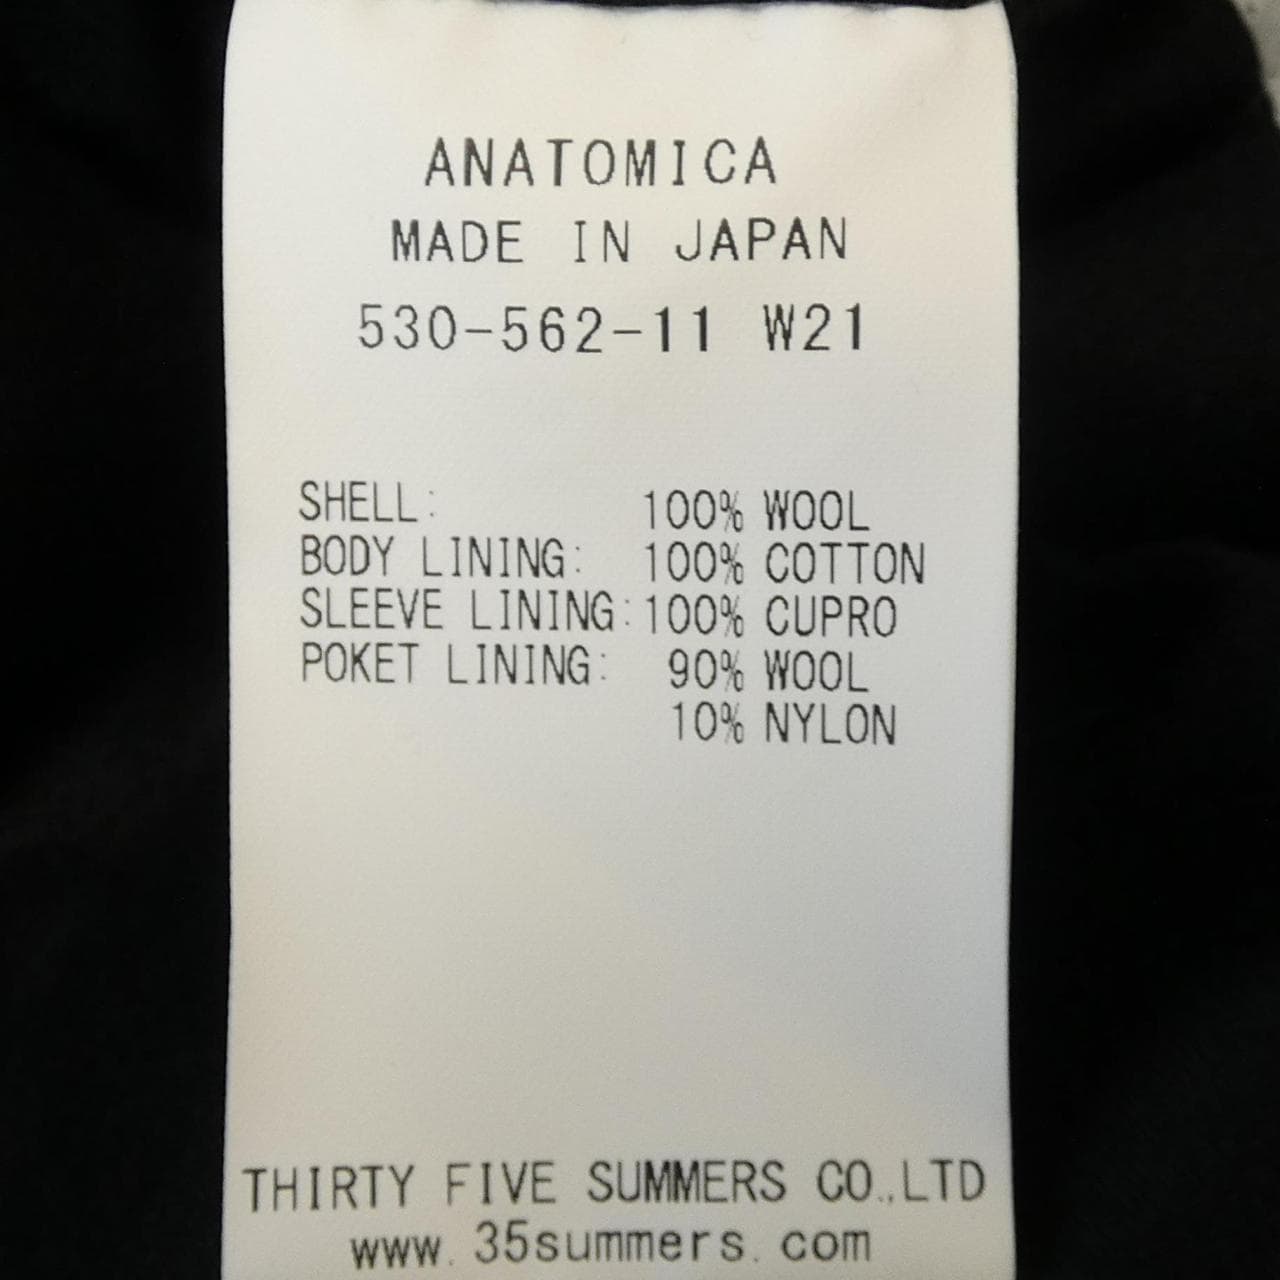 ANATOMICA
MADE IN JAPAN
530-562-11 W21
SHELL: 100% WOOL
BODY LINING: 100% COTTON
SLEEVE LINING: 100% CUPRO
POKET LINING: 90% WOOL
10% NYLON
THIRTY FIVE SUMMERS CO.,LTD
www.35summers.com